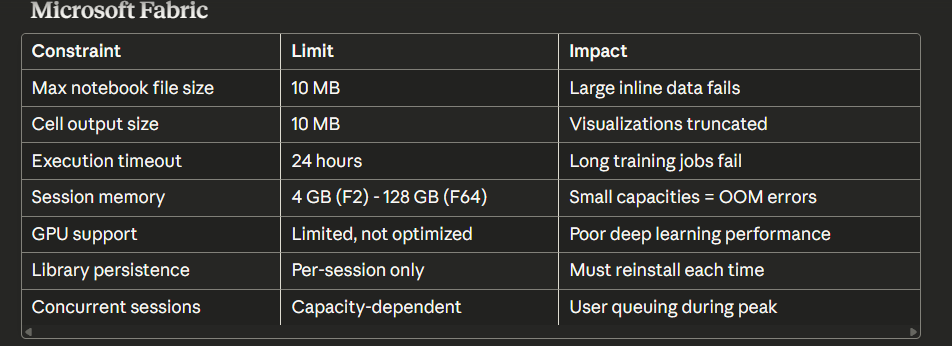 Microsoft Fabric
Constraint Limit Impact
Max notebook file size 10 MB Large inline data fails
Cell output size 10 MB Visualizations truncated
Execution timeout 24 hours Long training jobs fail
Session memory 4 GB (F2) - 128 GB (F64) Small capacities = OOM errors
GPU support Limited, not optimized Poor deep learning performance
Library persistence Per-session only Must reinstall each time
Concurrent sessions Capacity-dependent User queuing during peak